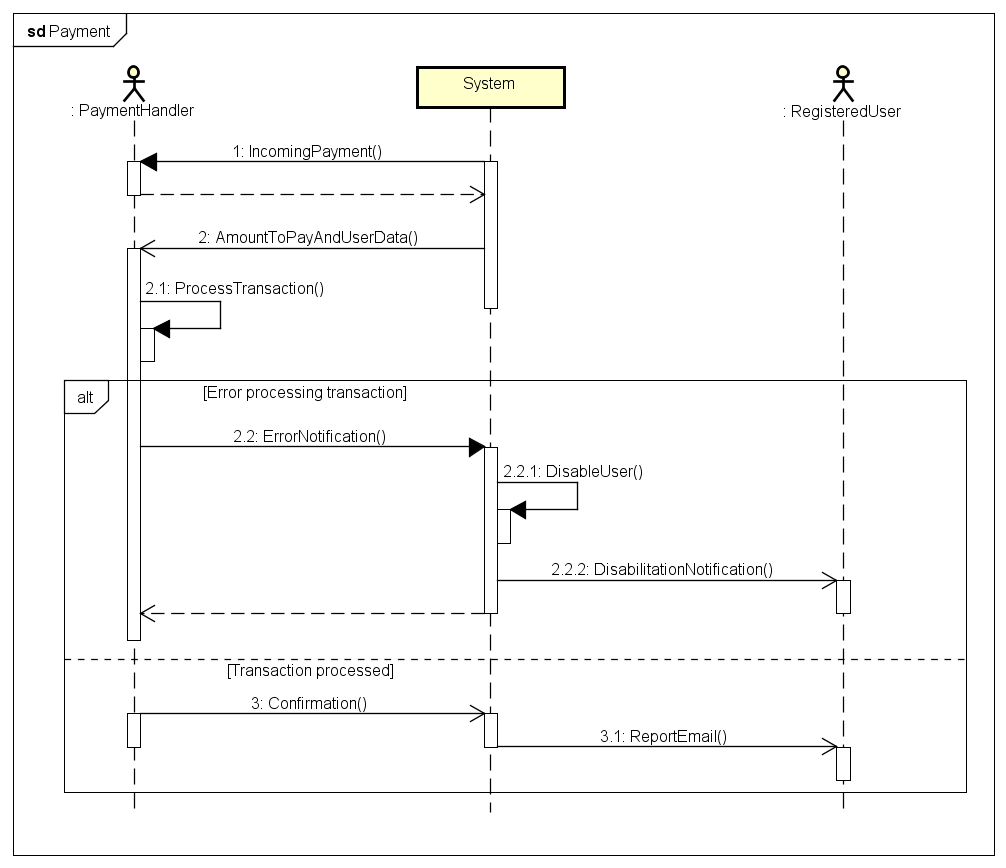 sd Payment
System
: PaymentHandler
: RegisteredUser
1: IncomingPayment()
2: AmountToPayAndUserData()
2.1: ProcessTransaction()
alt
[Error processing transaction]
2.2: ErrorNotification()
2.2.1: DisableUser()
2.2.2: DisabilitationNotification()
[Transaction processed]
3: Confirmation()
3.1: ReportEmail()